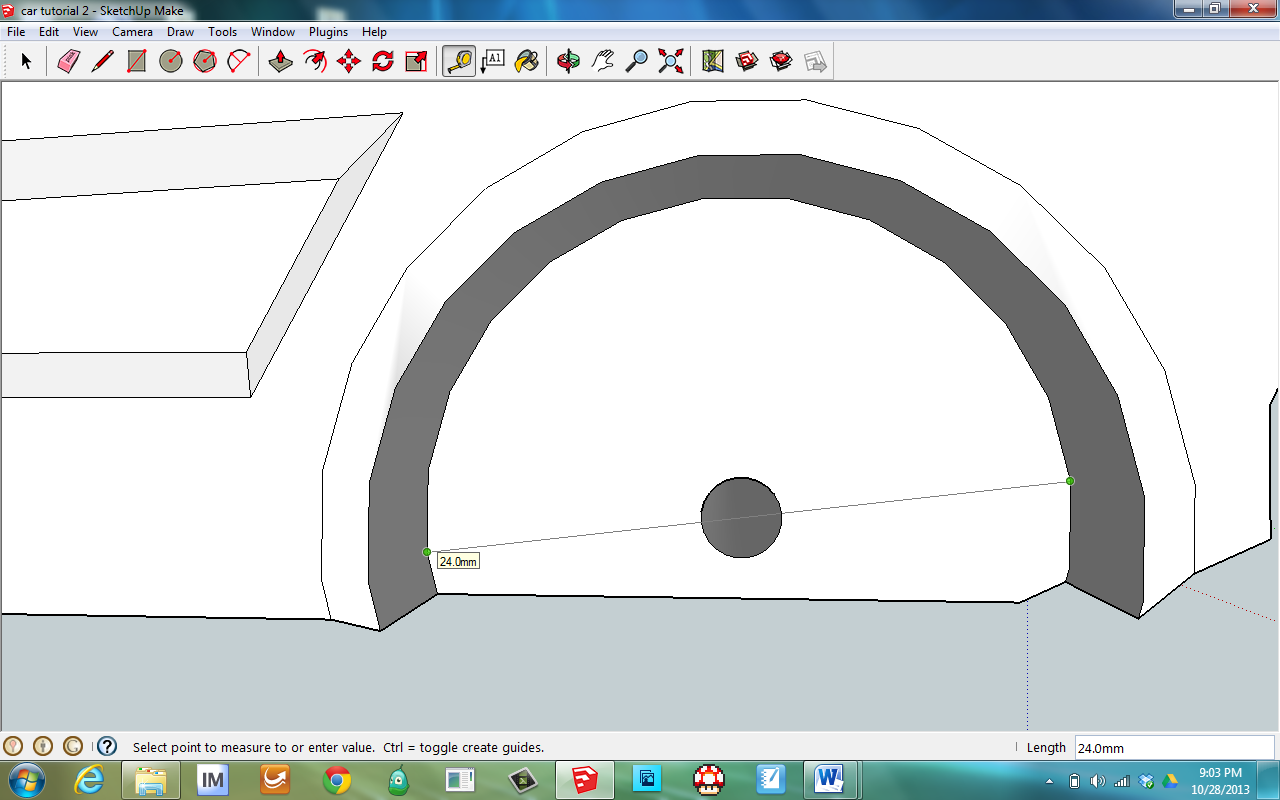 car tutorial 2 - SketchUp Make
File Edit View Camera Draw Tools Window Plugins Help
A1
24.0mm
Select point to measure to or enter value. Ctrl = toggle create guides.
Length 24.0mm
IM
W
9:03 PM
10/28/2013